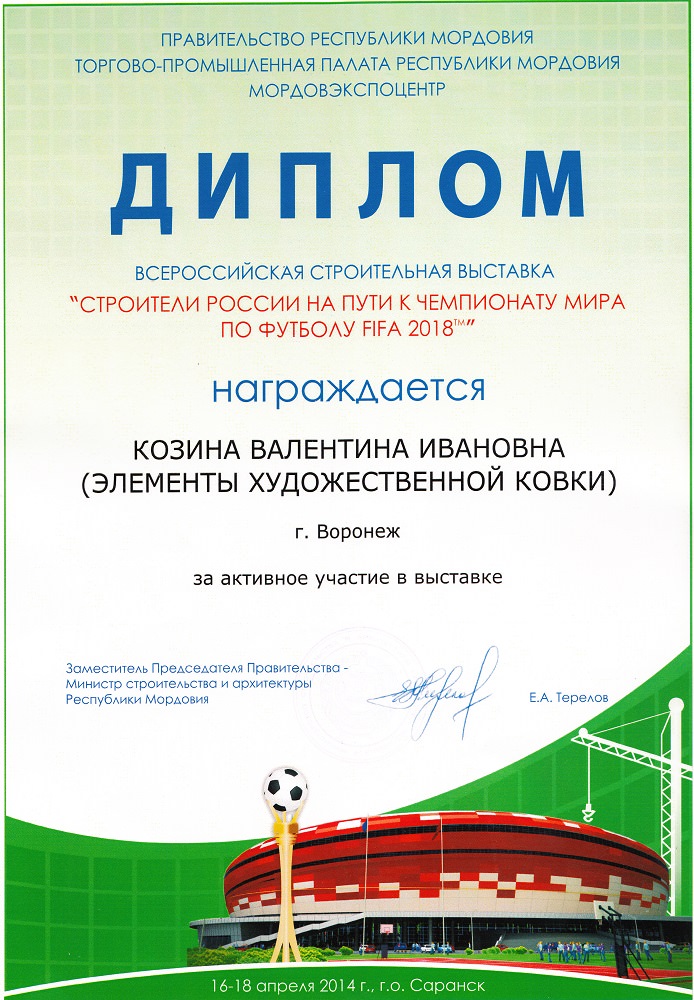 ПРАВИТЕЛЬСТВО РЕСПУБЛИКИ МОРДОВИЯ
ТОРГОВО-ПРОМЫШЛЕННАЯ ПАЛАТА РЕСПУБЛИКИ МОРДОВИЯ
МОРДОВЭКСПОЦЕНТР
ДИПЛОМ
ВСЕРОССИЙСКАЯ СТРОИТЕЛЬНАЯ ВЫСТАВКА
"СТРОИТЕЛИ РОССИИ НА ПУТИ К ЧЕМПИОНАТУ МИРА
ПО ФУТБОЛУ FIFA 2018™"
награждается
КОЗИНА ВАЛЕНТИНА ИВАНОВНА
(ЭЛЕМЕНТЫ ХУДОЖЕСТВЕННОЙ КОВКИ)
г. Воронеж
за активное участие в выставке
Заместитель Председателя Правительства -
Министр строительства и архитектуры
Республики Мордовия
Е.А. Терелов
16-18 апреля 2014 г., г.о. Саранск